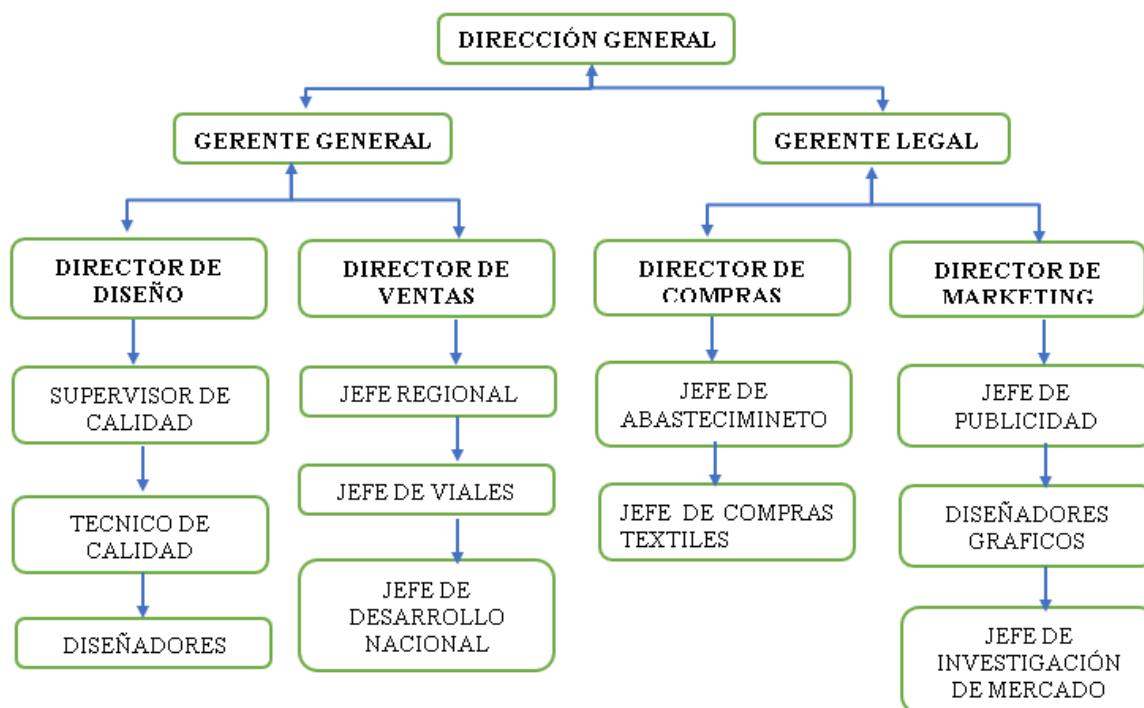 DIRECCIÓN GENERAL
GERENTE GENERAL
GERENTE LEGAL
DIRECTOR DE
DISEÑO
DIRECTOR DE
VENTAS
DIRECTOR DE
COMPRAS
DIRECTOR DE
MARKETING
SUPERVISOR DE
CALIDAD
JEFE REGIONAL
JEFE DE
ABASTECIMINETO
JEFE DE
PUBLICIDAD
TECNICO DE
CALIDAD
JEFE DE VIALES
JEFE DE COMPRAS
TEXTILES
DISEÑADORES
GRAFICOS
DISEÑADORES
JEFE DE
DESARROLLO
NACIONAL
JEFE DE
INVESTIGACIÓN
DE MERCADO